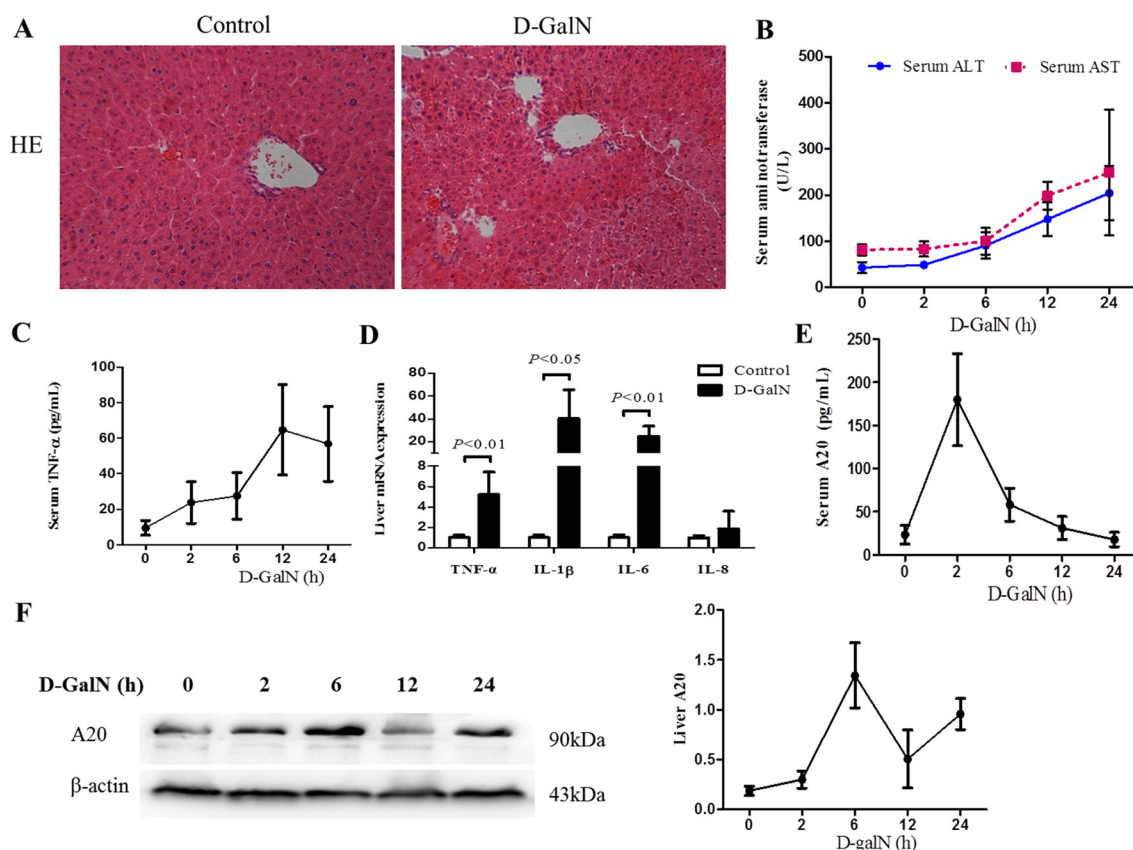 A
Control
D-GalN
HE
B
Serum ALT
Serum AST
Serum aminotransferase
(U/L)
500
400
300
200
100
0
0 2 6 12 24
D-GalN (h)
C
Serum TNF-α (pg/mL)
100
80
60
40
20
0
0 2 6 12 24
D-GalN (h)
D
Liver mRNA expression
80
60
40
20
8
6
4
2
0
P<0.01
P<0.05
P<0.01
Control
D-GalN
TNF-α IL-1β IL-6 IL-8
E
Serum A20 (pg/mL)
250
200
150
100
50
0
0 2 6 12 24
D-GalN (h)
F
D-GalN (h) 0 2 6 12 24
A20
90kDa
β-actin
43kDa
Liver A20
2.0
1.5
1.0
0.5
0.0
0 2 6 12 24
D-galN (h)